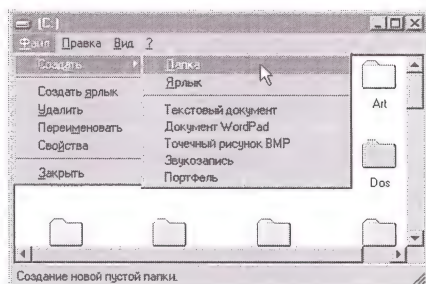 (C:)
Файл Правка Вид ?
Создать
Папка
Ярлык
Текстовый документ
Документ WordPad
Точечный рисунок BMP
Звукозапись
Портфель
Создать ярлык
Удалить
Переименовать
Свойства
Закрыть
Art
Dos
Создание новой пустой папки.